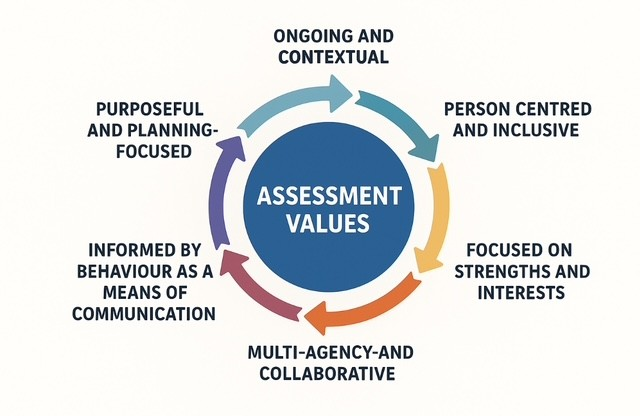 ONGOING AND
CONTEXTUAL
PERSON CENTRED
AND INCLUSIVE
FOCUSED ON
STRENGTHS AND
INTERESTS
MULTI-AGENCY-AND
COLLABORATIVE
INFORMED BY
BEHAVIOUR AS A
MEANS OF
COMMUNICATION
PURPOSEFUL
AND PLANNING-
FOCUSED
ASSESSMENT
VALUES